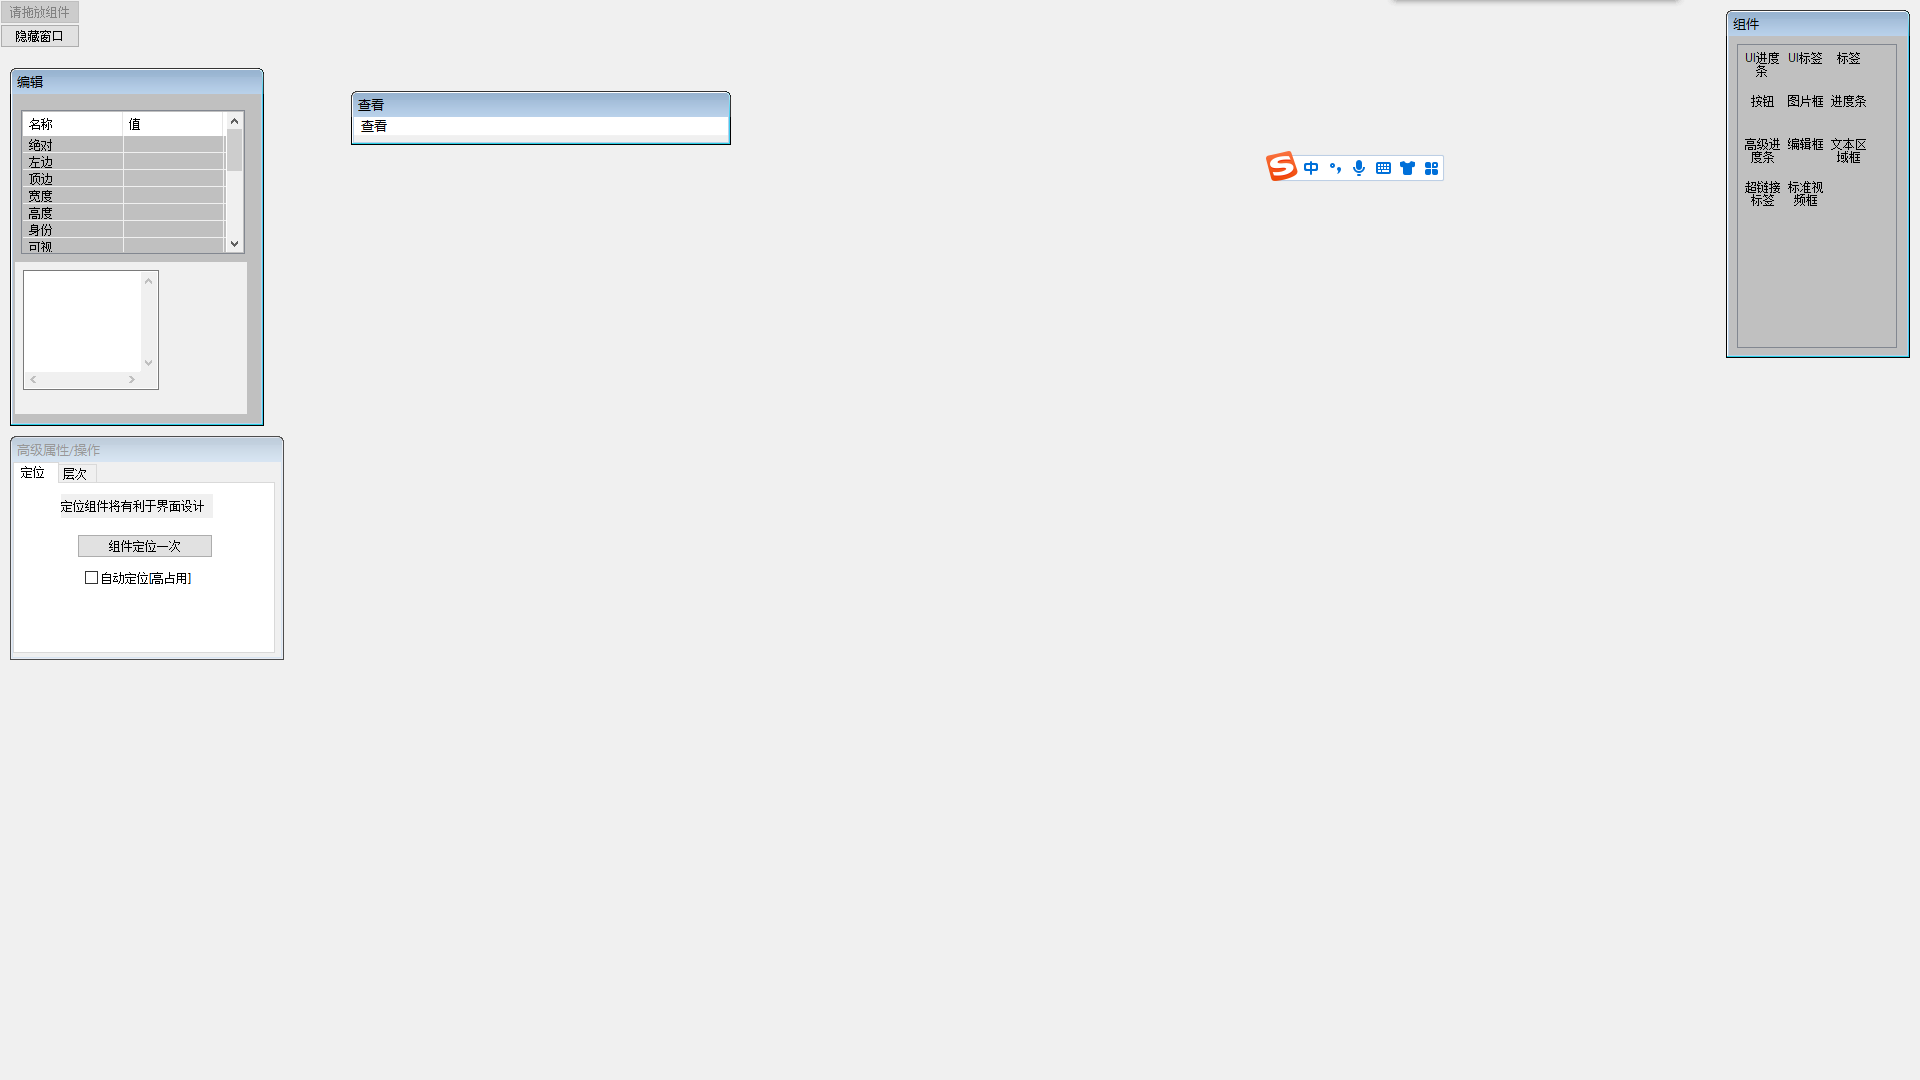 请拖放组件
隐藏窗口
编辑
名称 值
绝对
左边
顶边
宽度
高度
身份
可视
高级属性/操作
定位 层次
定位组件将有利于界面设计
组件定位一次
自动定位[高占用]
查看
查看
S 中
组件
UI进度
条
UI标签
标签
按钮
图片框
进度条
高级进
度条
编辑框
文本区
域框
超链接
标签
标准视
频框